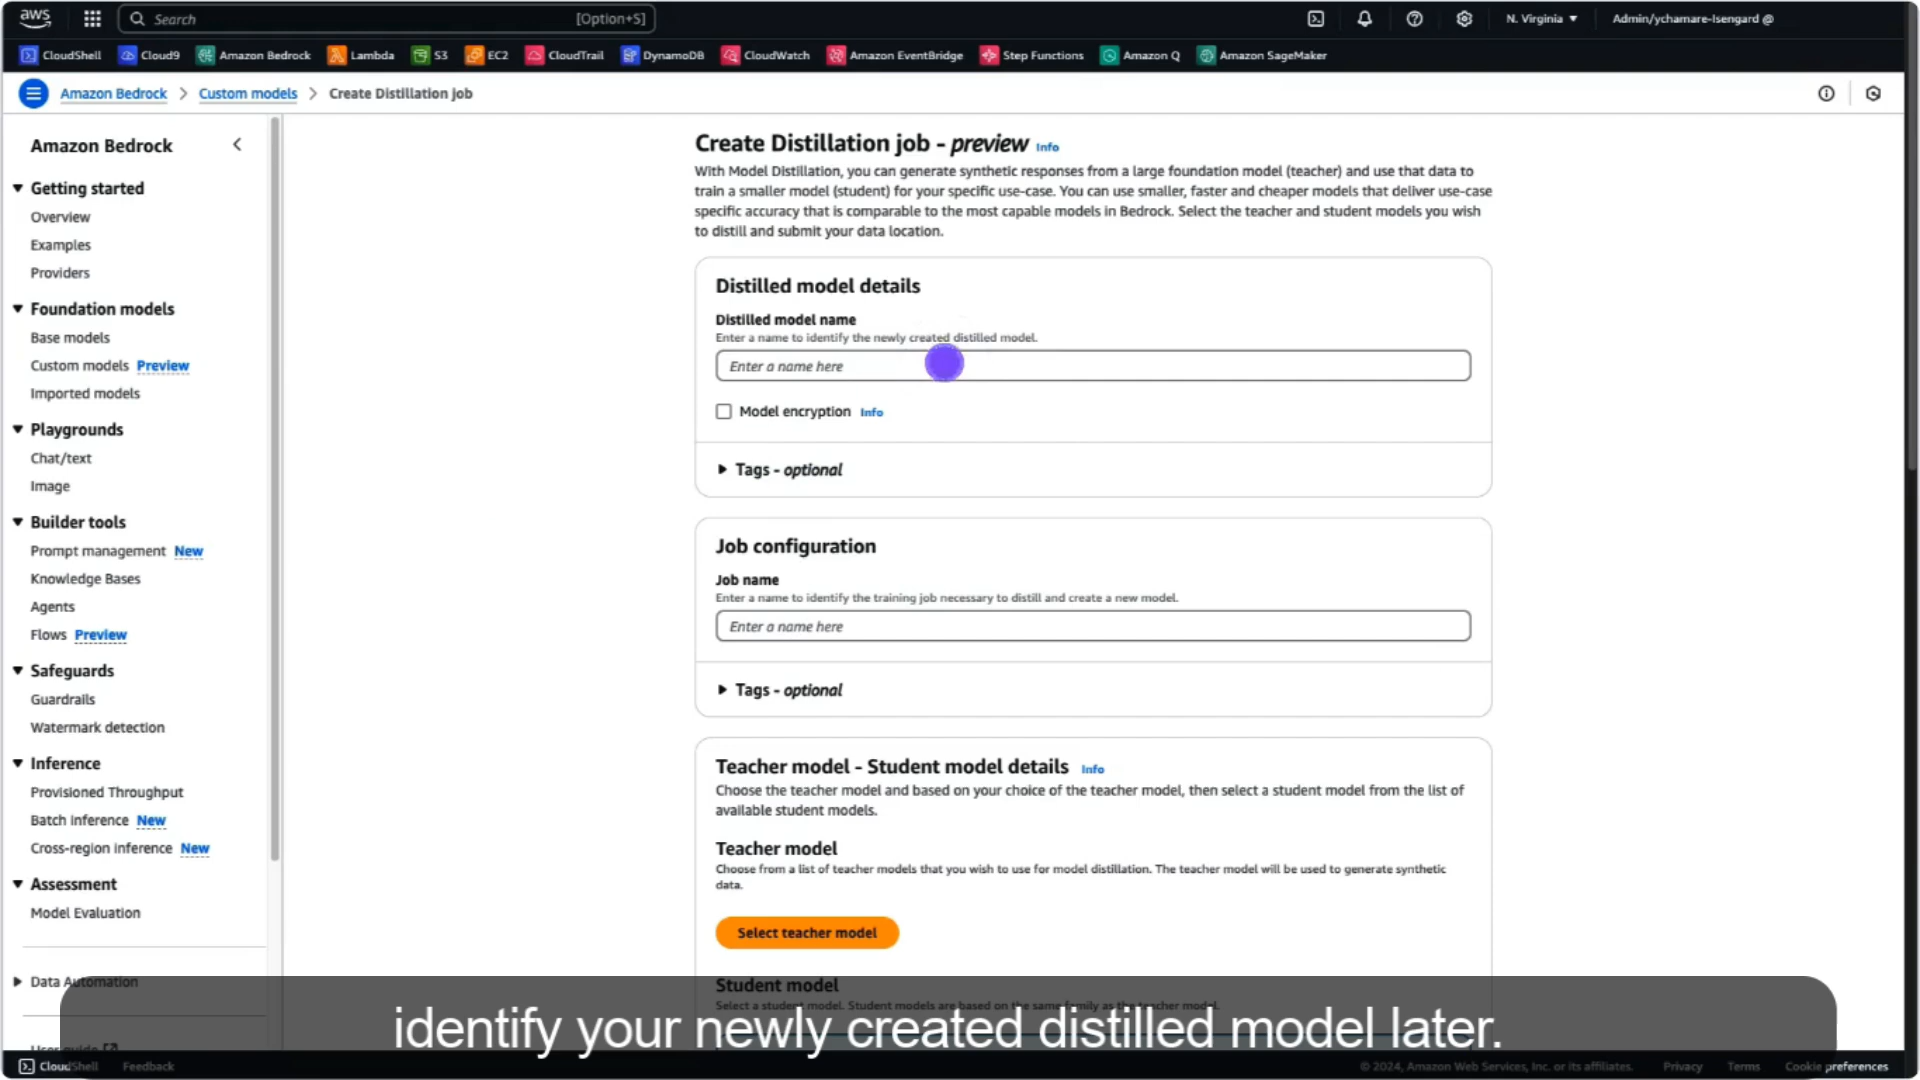 aws
Search
[Option+S]
N. Virginia
Admin/ychamare-Isengard @
CloudShell
Cloud9
Amazon Bedrock
Lambda
S3
EC2
CloudTrail
DynamoDB
CloudWatch
Amazon EventBridge
Step Functions
Amazon Q
Amazon SageMaker
Amazon Bedrock > Custom models > Create Distillation job
Amazon Bedrock
Getting started
Overview
Examples
Providers
Foundation models
Base models
Custom models Preview
Imported models
Playgrounds
Chat/text
Image
Builder tools
Prompt management New
Knowledge Bases
Agents
Flows Preview
Safeguards
Guardrails
Watermark detection
Inference
Provisioned Throughput
Batch inference New
Cross-region inference New
Assessment
Model Evaluation
Data Automation
User guide
Create Distillation job - preview Info
With Model Distillation, you can generate synthetic responses from a large foundation model (teacher) and use that data to
train a smaller model (student) for your specific use-case. You can use smaller, faster and cheaper models that deliver use-case
specific accuracy that is comparable to the most capable models in Bedrock. Select the teacher and student models you wish
to distill and submit your data location.
Distilled model details
Distilled model name
Enter a name to identify the newly created distilled model.
Enter a name here
Model encryption Info
Tags - optional
Job configuration
Job name
Enter a name to identify the training job necessary to distill and create a new model.
Enter a name here
Tags - optional
Teacher model - Student model details Info
Choose the teacher model and based on your choice of the teacher model, then select a student model from the list of
available student models.
Teacher model
Choose from a list of teacher models that you wish to use for model distillation. The teacher model will be used to generate synthetic
data.
Select teacher model
Student model
Select a student model. Student models are based on the same family as the teacher model.
identify your newly created distilled model later.
CloudShell
Feedback
© 2024, Amazon Web Services, Inc. or its affiliates.
Privacy
Terms
Cookie preferences